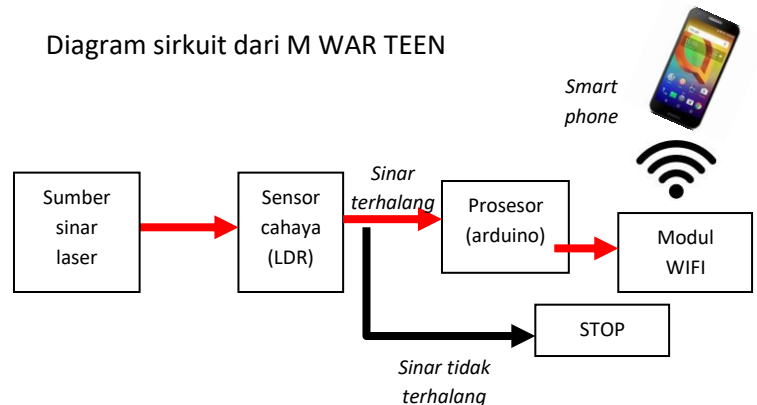 Diagram sirkuit dari M WAR TEEN
Smart
phone
Sumber
sinar
laser
Sensor
cahaya
(LDR)
Sinar
terhalang
Prosesor
(arduino)
Modul
WIFI
STOP
Sinar tidak
terhalang